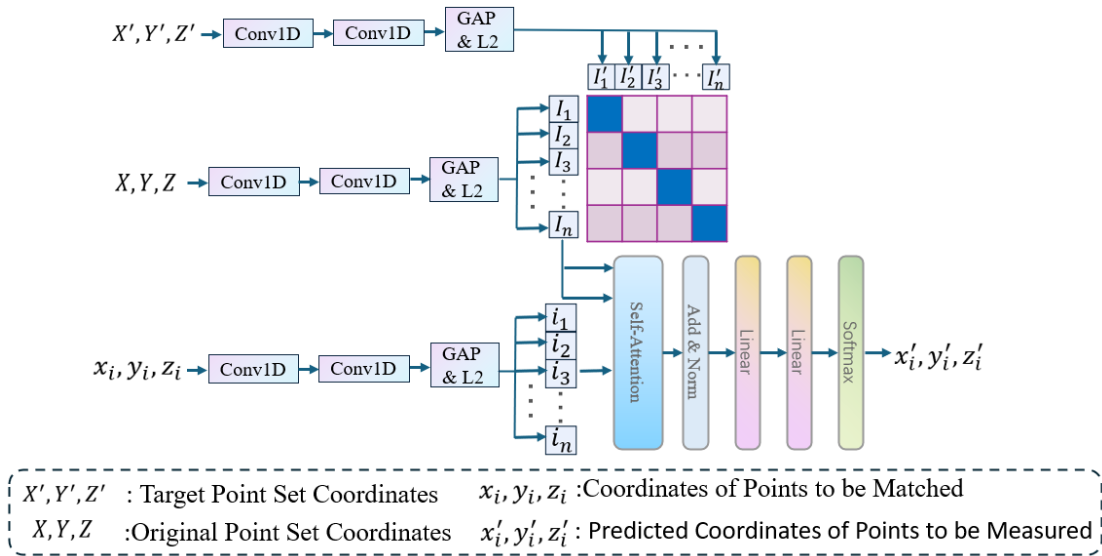 X′,Y′,Z′
Conv1D
Conv1D
GAP
& L2
I′₁ I′₂ I′₃ · · · I′ₙ
X,Y,Z
Conv1D
Conv1D
GAP
& L2
I₁
I₂
I₃
Iₙ
xᵢ, yᵢ, zᵢ
Conv1D
Conv1D
GAP
& L2
i₁
i₂
i₃
iₙ
Self-Attention
Add & Norm
Linear
Linear
Softmax
x′ᵢ, y′ᵢ, z′ᵢ
X′,Y′,Z′ : Target Point Set Coordinates xᵢ, yᵢ, zᵢ :Coordinates of Points to be Matched
X,Y,Z :Original Point Set Coordinates x′ᵢ, y′ᵢ, z′ᵢ : Predicted Coordinates of Points to be Measured